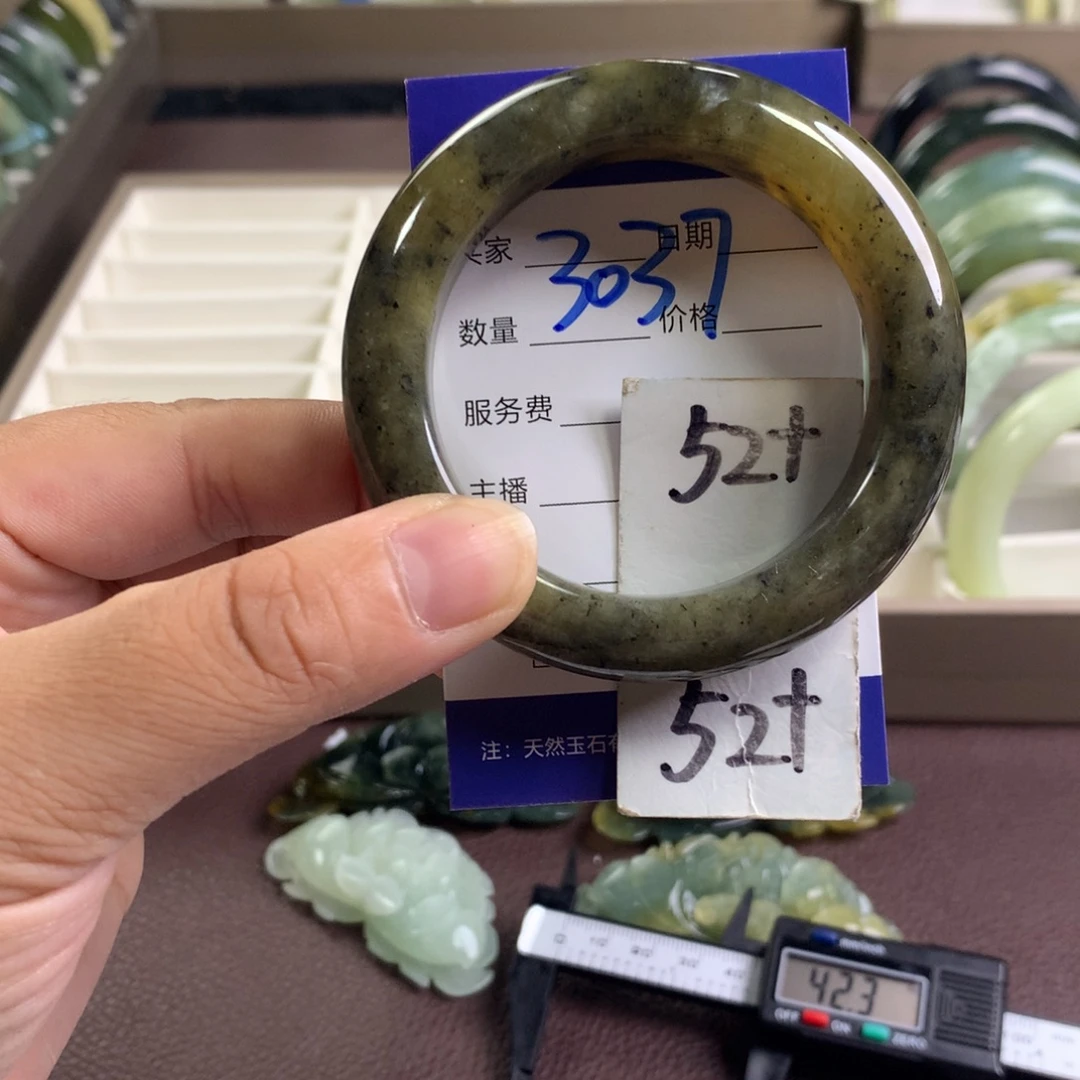 家 日期
3037
数量 价格
服务费
52+
主播
52+
注：天然玉石有
42.3
OFF ON ZERO